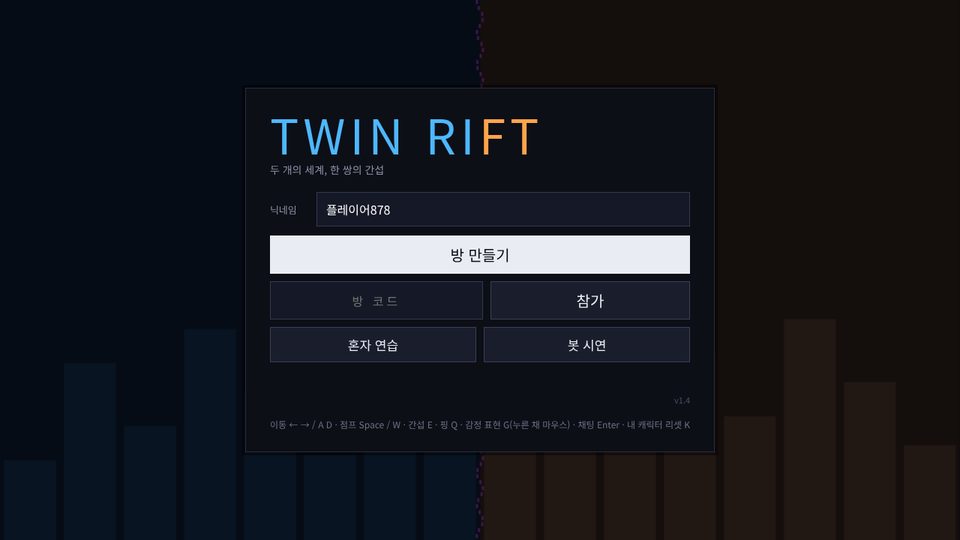 TWIN RIFT
두 개의 세계, 한 쌍의 간섭
닉네임 플레이어878
방 만들기
방 코드 참가
혼자 연습 봇 시연
v1.4
이동 ← → / A D · 점프 Space / W · 간섭 E · 핑 Q · 감정 표현 G(누른 채 마우스) · 채팅 Enter · 내 캐릭터 리셋 K